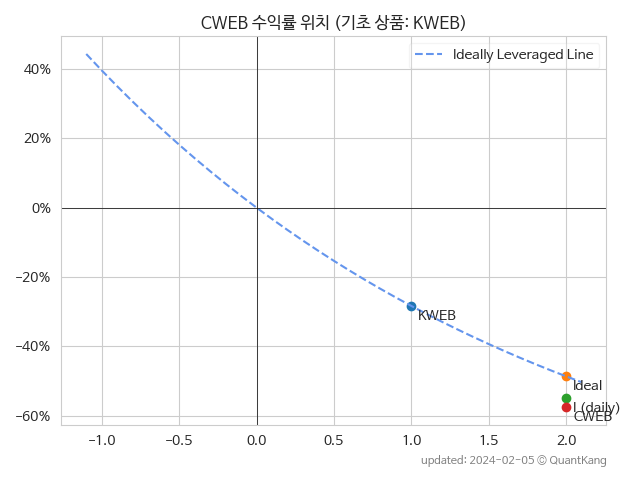 CWEB 수익률 위치 (기초 상품: KWEB)
Ideally Leveraged Line
40%
20%
0%
−20%
−40%
−60%
KWEB
Ideal
I (daily)
CWEB
−1.0
−0.5
0.0
0.5
1.0
1.5
2.0
updated: 2024-02-05 © QuantKang